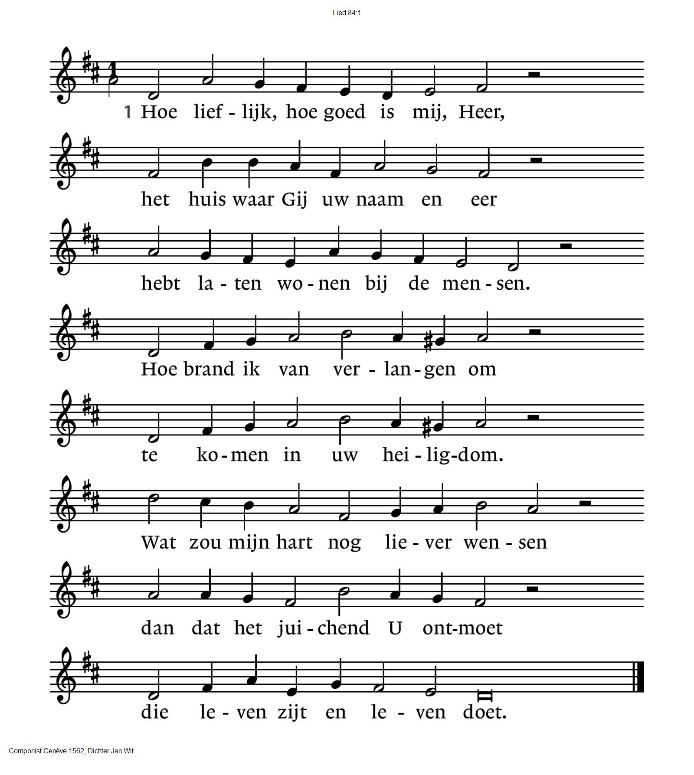 Lied 84:1
1 Hoe lief - lijk, hoe goed is mij, Heer,
het huis waar Gij uw naam en eer
hebt la - ten wo - nen bij de men - sen.
Hoe brand ik van ver - lan - gen om
te ko - men in uw hei - lig - dom.
Wat zou mijn hart nog lie - ver wen - sen
dan dat het jui - chend U ont - moet
die le - ven zijt en le - ven doet.
Componist Genève 1562, Dichter Jan Wit